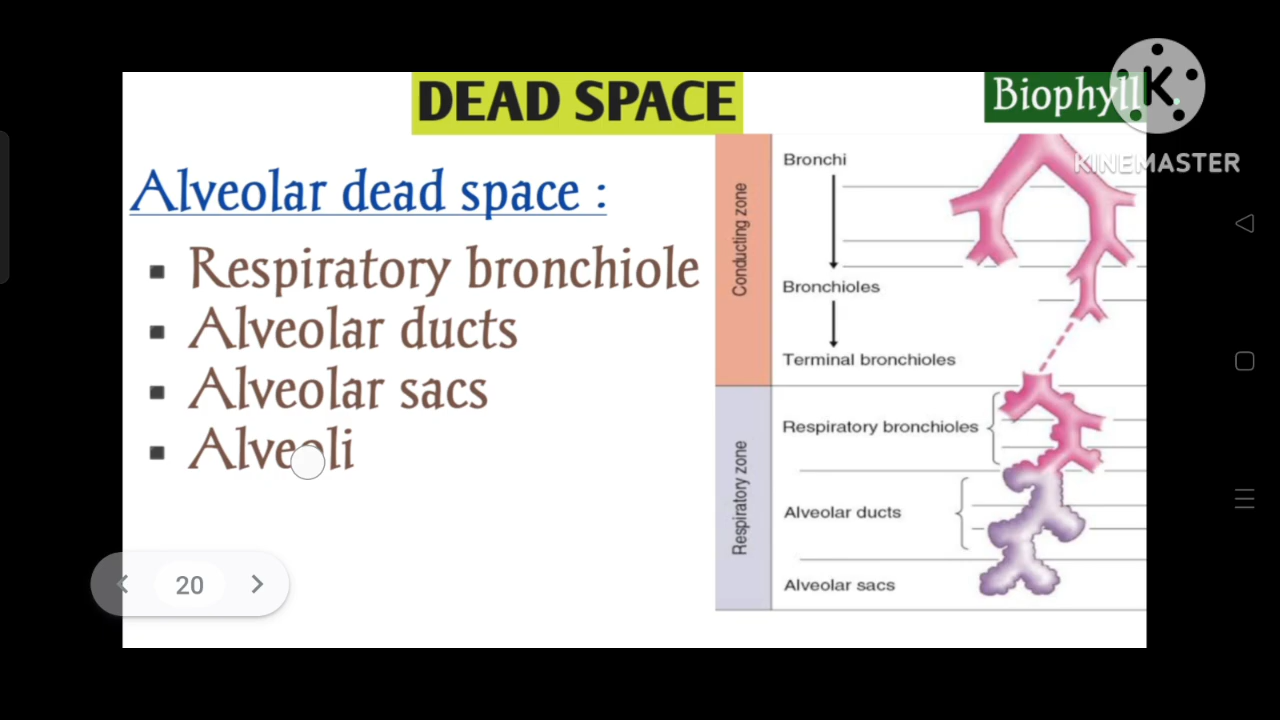 DEAD SPACE
Biophyll
KINEMASTER
Alveolar dead space :
▪ Respiratory bronchiole
▪ Alveolar ducts
▪ Alveolar sacs
▪ Alveoli
Conducting zone
Bronchi
Bronchioles
Terminal bronchioles
Respiratory zone
Respiratory bronchioles
Alveolar ducts
Alveolar sacs
20